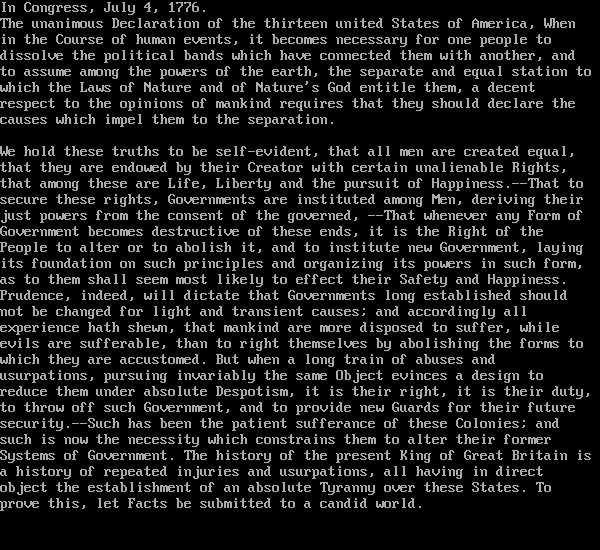 In Congress, July 4, 1776.
The unanimous Declaration of the thirteen united States of America, When
in the Course of human events, it becomes necessary for one people to
dissolve the political bands which have connected them with another, and
to assume among the powers of the earth, the separate and equal station to
which the Laws of Nature and of Nature's God entitle them, a decent
respect to the opinions of mankind requires that they should declare the
causes which impel them to the separation.

We hold these truths to be self-evident, that all men are created equal,
that they are endowed by their Creator with certain unalienable Rights,
that among these are Life, Liberty and the pursuit of Happiness.--That to
secure these rights, Governments are instituted among Men, deriving their
just powers from the consent of the governed, --That whenever any Form of
Government becomes destructive of these ends, it is the Right of the
People to alter or to abolish it, and to institute new Government, laying
its foundation on such principles and organizing its powers in such form,
as to them shall seem most likely to effect their Safety and Happiness.
Prudence, indeed, will dictate that Governments long established should
not be changed for light and transient causes; and accordingly all
experience hath shewn, that mankind are more disposed to suffer, while
evils are sufferable, than to right themselves by abolishing the forms to
which they are accustomed. But when a long train of abuses and
usurpations, pursuing invariably the same Object evinces a design to
reduce them under absolute Despotism, it is their right, it is their duty,
to throw off such Government, and to provide new Guards for their future
security.--Such has been the patient sufferance of these Colonies; and
such is now the necessity which constrains them to alter their former
Systems of Government. The history of the present King of Great Britain is
a history of repeated injuries and usurpations, all having in direct
object the establishment of an absolute Tyranny over these States. To
prove this, let Facts be submitted to a candid world.